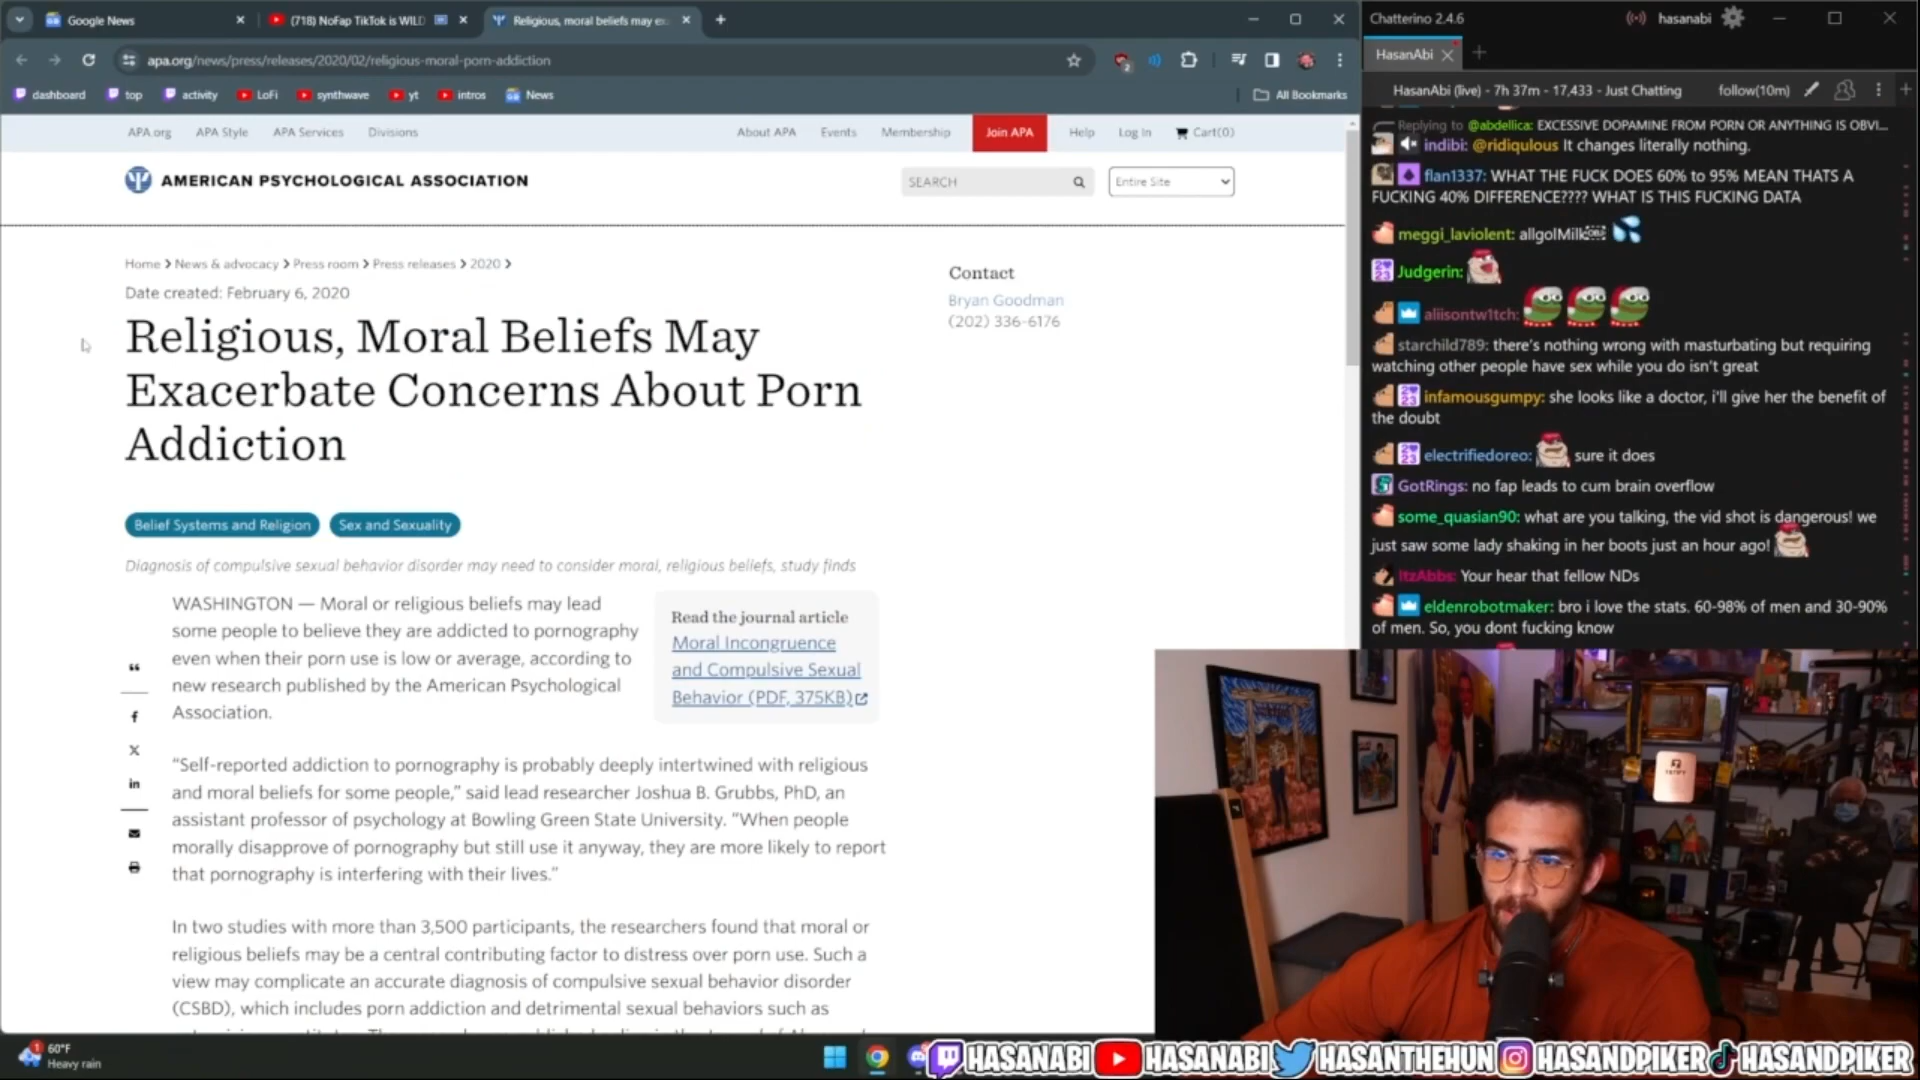 Google News
(718) NoFap TikTok is WILD
Religious, moral beliefs may ex
apa.org/news/press/releases/2020/02/religious-moral-porn-addiction
2
dashboard
top
activity
LoFi
synthwave
yt
intros
News
All Bookmarks
APA.org
APA Style
APA Services
Divisions
About APA
Events
Membership
Join APA
Help
Log In
Cart(0)
AMERICAN PSYCHOLOGICAL ASSOCIATION
SEARCH
Entire Site
Home > News & advocacy > Press room > Press releases > 2020 >
Date created: February 6, 2020
Religious, Moral Beliefs May
Exacerbate Concerns About Porn
Addiction
Contact
Bryan Goodman
(202) 336-6176
Belief Systems and Religion
Sex and Sexuality
Diagnosis of compulsive sexual behavior disorder may need to consider moral, religious beliefs, study finds
WASHINGTON — Moral or religious beliefs may lead
some people to believe they are addicted to pornography
even when their porn use is low or average, according to
new research published by the American Psychological
Association.
Read the journal article
Moral Incongruence
and Compulsive Sexual
Behavior (PDF, 375KB)
“Self-reported addiction to pornography is probably deeply intertwined with religious
and moral beliefs for some people,” said lead researcher Joshua B. Grubbs, PhD, an
assistant professor of psychology at Bowling Green State University. “When people
morally disapprove of pornography but still use it anyway, they are more likely to report
that pornography is interfering with their lives.”
In two studies with more than 3,500 participants, the researchers found that moral or
religious beliefs may be a central contributing factor to distress over porn use. Such a
view may complicate an accurate diagnosis of compulsive sexual behavior disorder
(CSBD), which includes porn addiction and detrimental sexual behaviors such as
1
60°F
Heavy rain
Chatterino 2.4.6
hasanabi
HasanAbi
HasanAbi (live) - 7h 37m - 17,433 - Just Chatting
follow(10m)
Replying to @abdellica: EXCESSIVE DOPAMINE FROM PORN OR ANYTHING IS OBVI...
indibi: @ridiqulous It changes literally nothing.
flan1337: WHAT THE FUCK DOES 60% to 95% MEAN THATS A
FUCKING 40% DIFFERENCE???? WHAT IS THIS FUCKING DATA
meggi_laviolent: allgolMilk
Judgerin:
aliisontw1tch:
starchild789: there's nothing wrong with masturbating but requiring
watching other people have sex while you do isn't great
infamousgumpy: she looks like a doctor, i'll give her the benefit of
the doubt
electrifiedoreo: sure it does
GotRings: no fap leads to cum brain overflow
some_quasian90: what are you talking, the vid shot is dangerous! we
just saw some lady shaking in her boots just an hour ago!
ItzAbbs: Your hear that fellow NDs
eldenrobotmaker: bro i love the stats. 60-98% of men and 30-90%
of men. So, you dont fucking know
HASANABI
HASANABI
HASANTHEHUN
HASANDPIKER
HASANDPIKER